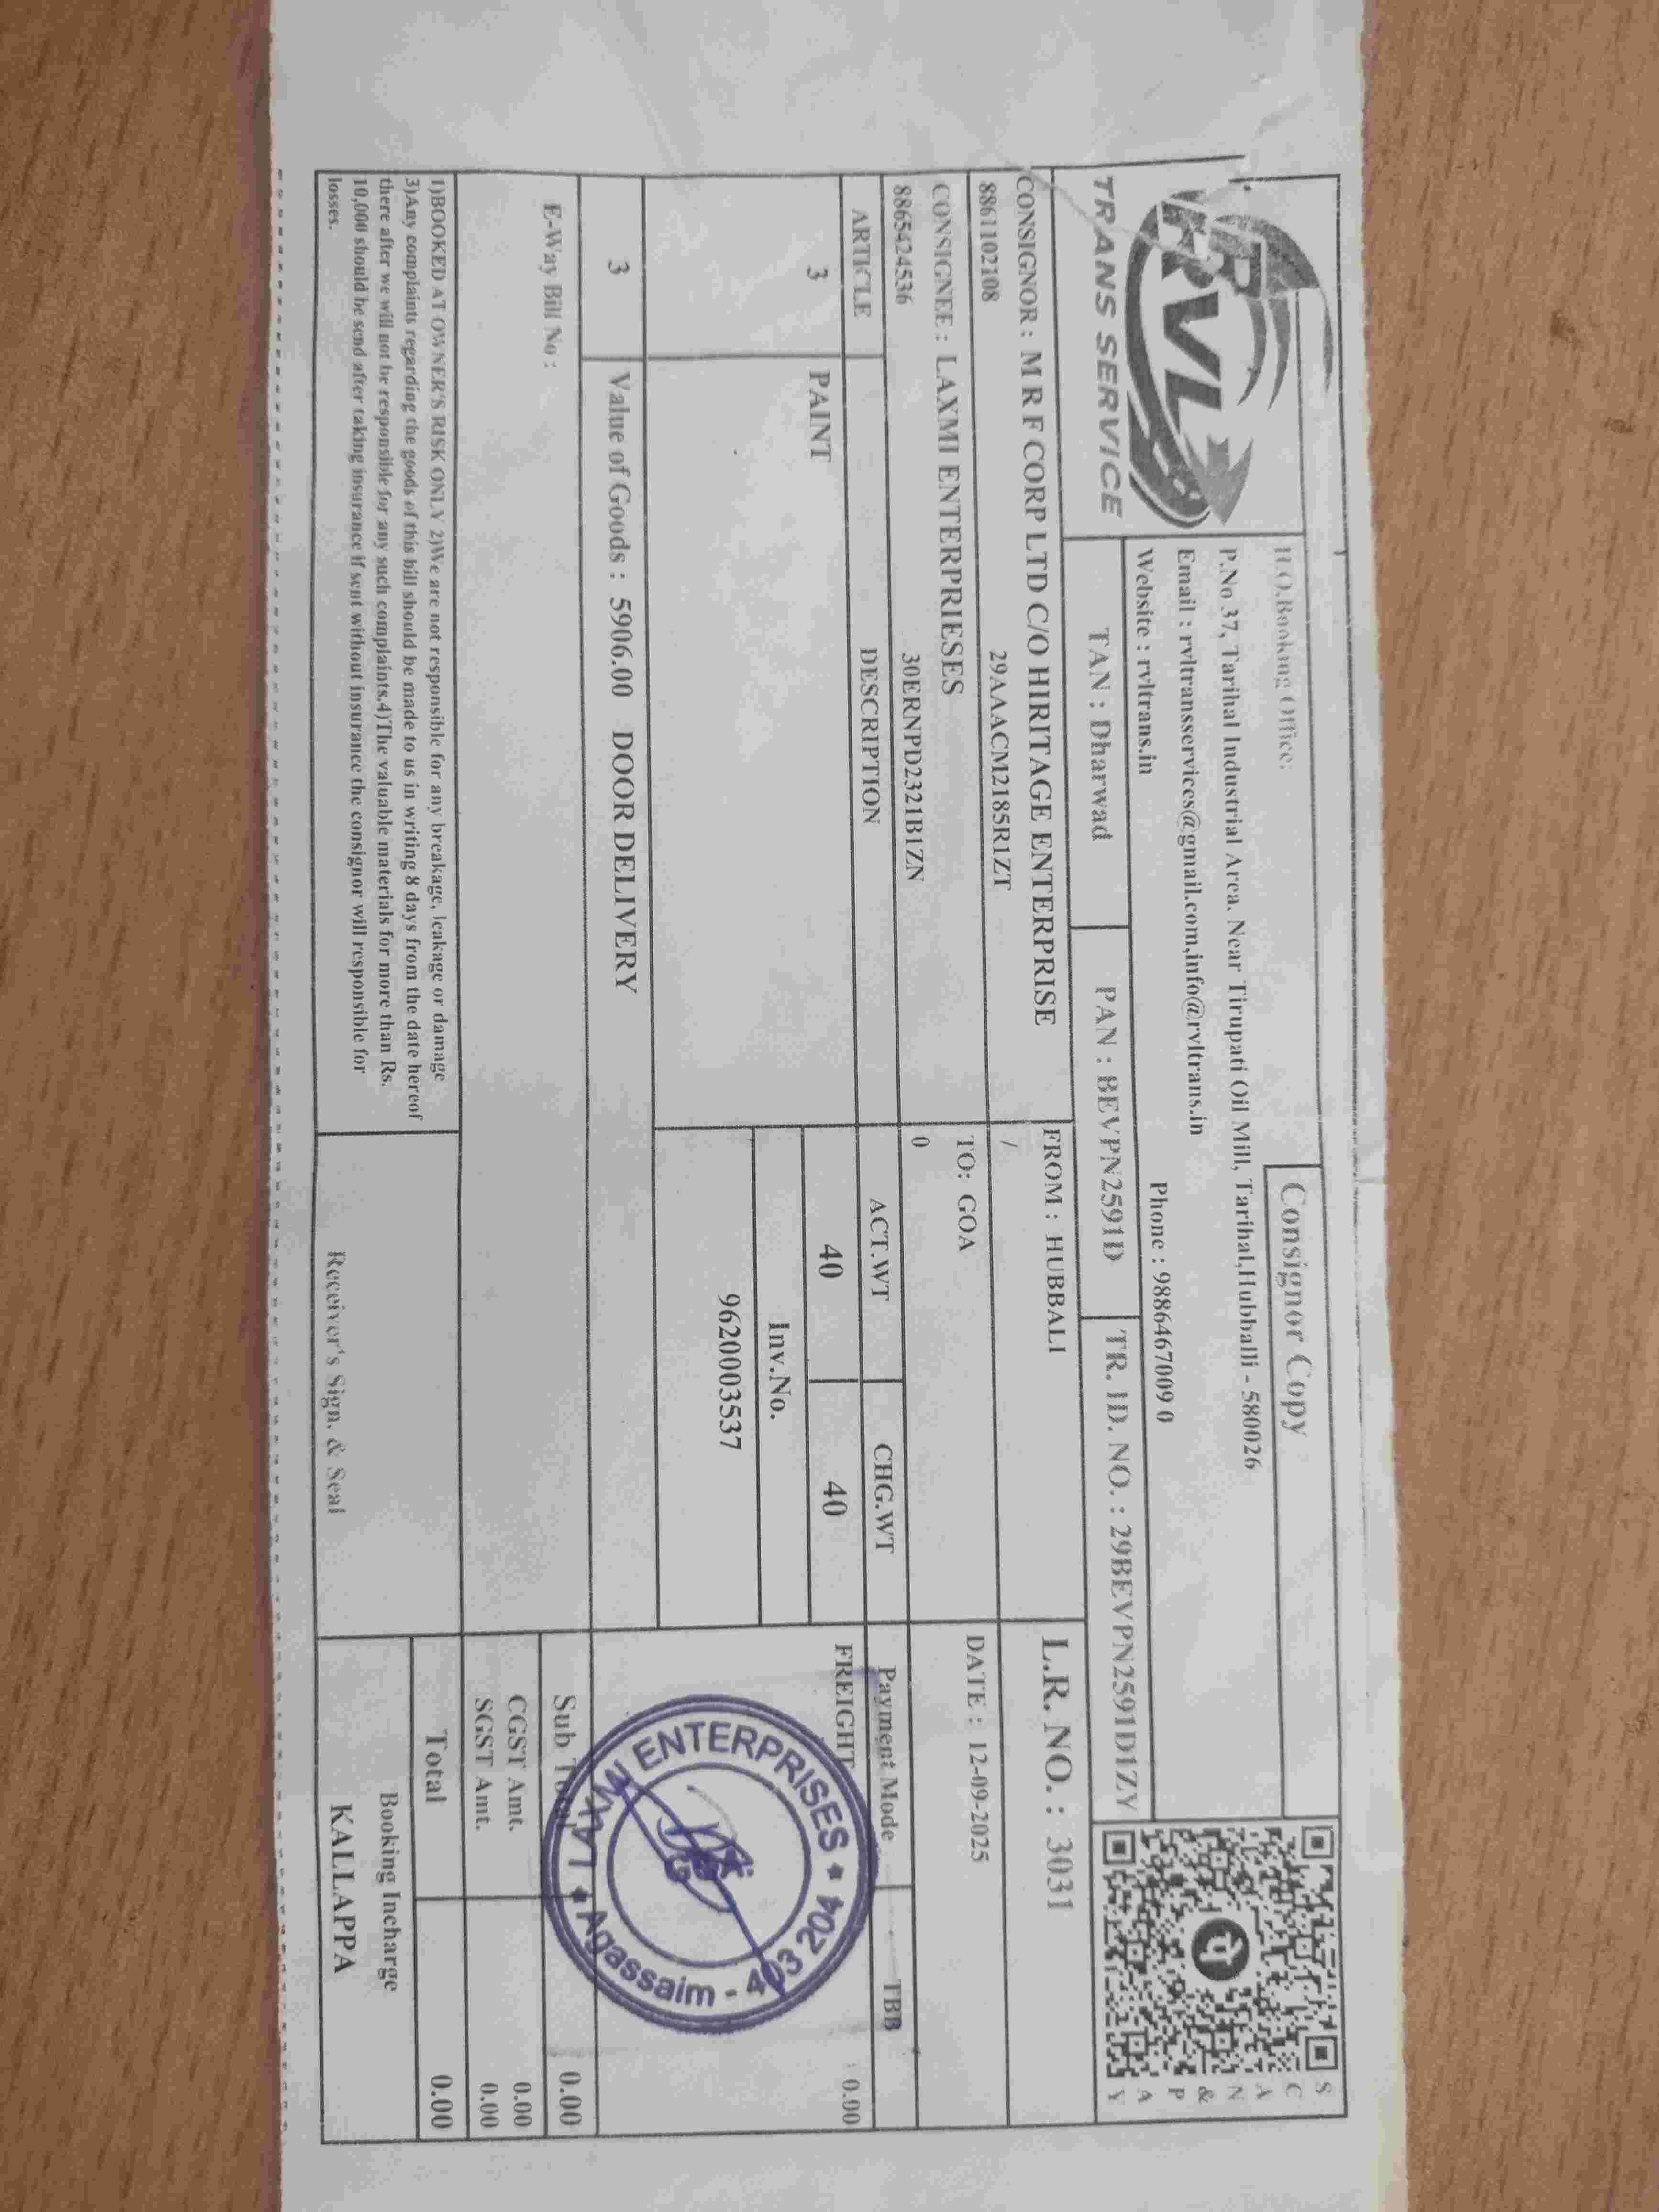 Consignor Copy
RVL
TRANS SERVICE
H.O.Booking Office:
P.No 37, Tarihal Industrial Area. Near Tirupati Oil Mill, Tarihal,Hubballi - 580026
Email : rvltransservices@gmail.com,info@rvltrans.in
Website : rvltrans.in Phone : 9886467009 0
SCAN & PAY
TAN : Dharwad PAN : BEVPN2591D TR. ID. NO. : 29BEVPN2591D1ZY
CONSIGNOR : M R F CORP LTD C/O HIRITAGE ENTERPRISE FROM : HUBBALI L.R. NO. : 3031
8861102108 29AAACM2185R1ZT /
CONSIGNEE : LAXMI ENTERPRIESES TO: GOA DATE : 12-09-2025
8865424536 30ERNPD2321B1ZN 0
ARTICLE DESCRIPTION ACT.WT CHG.WT Payment Mode TBB
3 PAINT 40 40 FREIGHT 0.00
Inv.No.
9620003537
3 Value of Goods : 5906.00 DOOR DELIVERY
E-Way Bill No : Sub Total 0.00
CGST Amt. 0.00
SGST Amt. 0.00
LAXMI ENTERPRISES • Agassaim - 403 204 •
Total 0.00
1)BOOKED AT OWNER'S RISK ONLY 2)We are not responsible for any breakage, leakage or damage
3)Any complaints regarding the goods of this bill should be made to us in writing 8 days from the date hereof
there after we will not be responsible for any such complaints.4)The valuable materials for more than Rs.
10,000 should be send after taking insurance if sent without insurance the consignor will responsible for
losses.
Receiver's Sign. & Seal
Booking Incharge
KALLAPPA